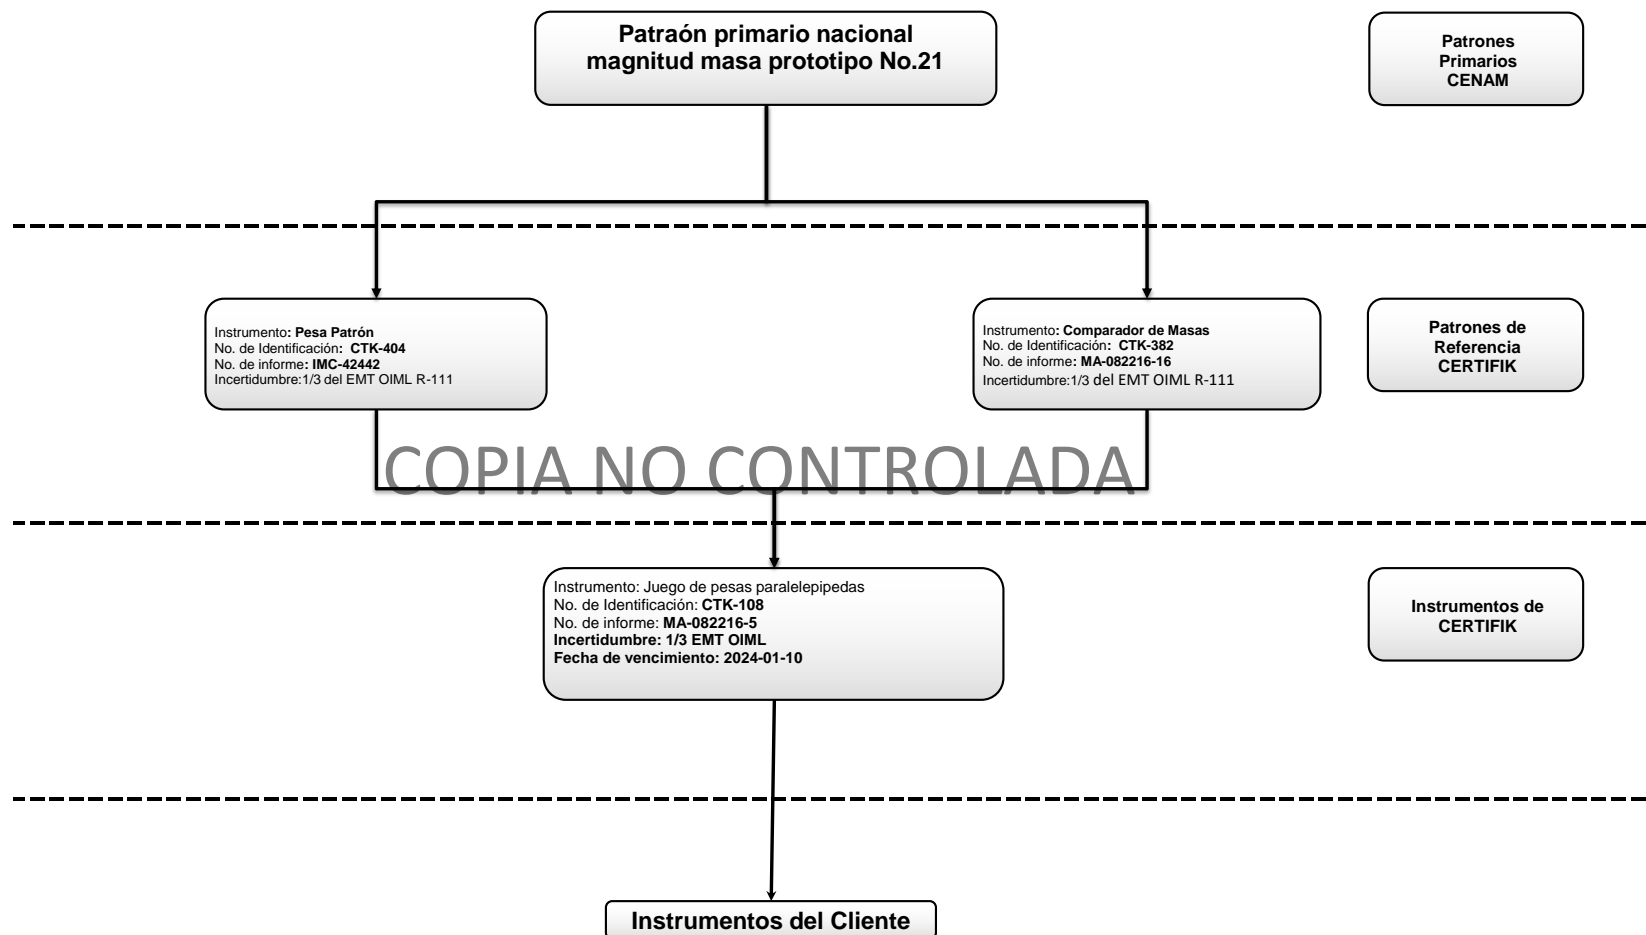 Patraón primario nacional
magnitud masa prototipo No.21
Patrones
Primarios
CENAM
Instrumento: Pesa Patrón
No. de Identificación:  CTK-404
No. de informe: IMC-42442
Incertidumbre:1/3 del EMT OIML R-111
Instrumento: Comparador de Masas
No. de Identificación:  CTK-382
No. de informe: MA-082216-16
Incertidumbre:1/3 del EMT OIML R-111
Patrones de
Referencia
CERTIFIK
COPIA NO CONTROLADA
Instrumento: Juego de pesas paralelepipedas
No. de Identificación: CTK-108
No. de informe: MA-082216-5
Incertidumbre: 1/3 EMT OIML
Fecha de vencimiento: 2024-01-10
Instrumentos de
CERTIFIK
Instrumentos del Cliente